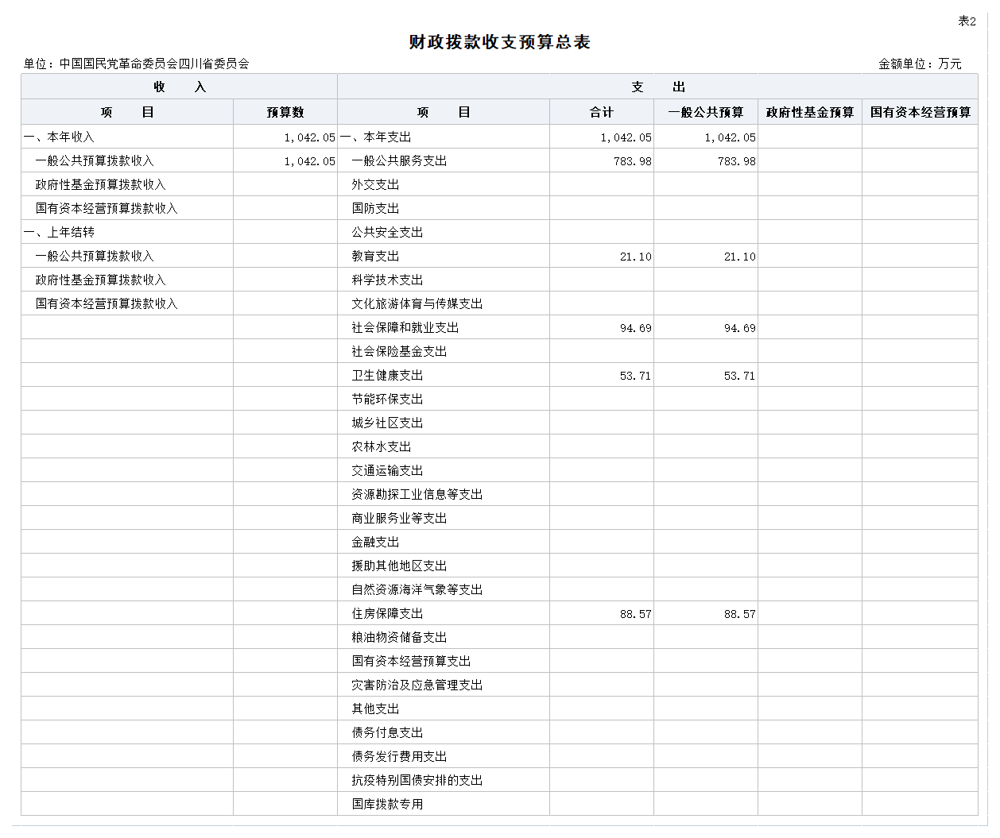 表2
财政拨款收支预算总表
单位：中国国民党革命委员会四川省委员会 金额单位：万元
收 入 支 出
项 目 预算数 项 目 合计 一般公共预算 政府性基金预算 国有资本经营预算
一、本年收入 1,042.05 一、本年支出 1,042.05 1,042.05
一般公共预算拨款收入 1,042.05 一般公共服务支出 783.98 783.98
政府性基金预算拨款收入 外交支出
国有资本经营预算拨款收入 国防支出
一、上年结转 公共安全支出
一般公共预算拨款收入 教育支出 21.10 21.10
政府性基金预算拨款收入 科学技术支出
国有资本经营预算拨款收入 文化旅游体育与传媒支出
社会保障和就业支出 94.69 94.69
社会保险基金支出
卫生健康支出 53.71 53.71
节能环保支出
城乡社区支出
农林水支出
交通运输支出
资源勘探工业信息等支出
商业服务业等支出
金融支出
援助其他地区支出
自然资源海洋气象等支出
住房保障支出 88.57 88.57
粮油物资储备支出
国有资本经营预算支出
灾害防治及应急管理支出
其他支出
债务付息支出
债务发行费用支出
抗疫特别国债安排的支出
国库拨款专用